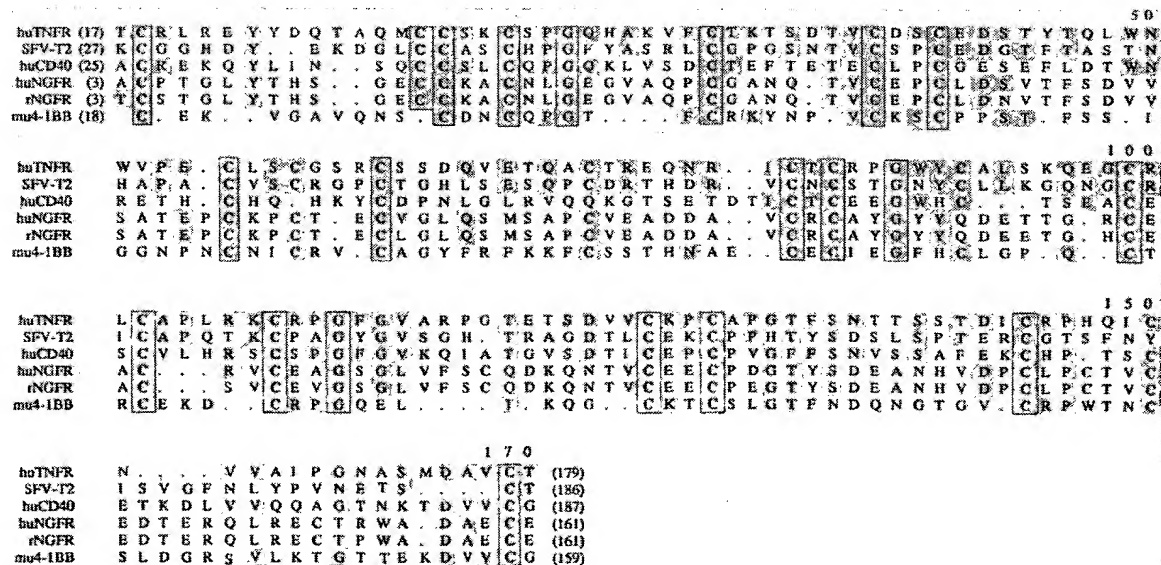 50
huTNFR (17) T C R L R E Y Y D Q T A Q M C C S K C S P G Q H A K V F C T K T S D T V C D S C E D S T Y T Q L W N
SFV-T2 (27) K C G G H D Y . . E K D G L C C A S C H P G F Y A S R L C G P G S N T V C S P C E D G T F T A S T N
huCD40 (25) A C R E K Q Y L I N . . S Q C C S L C Q P G Q K L V S D C T E F T E T E C L P C G E S E F L D T W N
huNGFR (3) A C P T G L Y T H S . . G E C C K A C N L G E G V A Q P C G A N Q . T V C E P C L D S V T F S D V V
rNGFR (3) T C S T G L Y T H S . . G E C C K A C N L G E G V A Q P C G A N Q . T V C E P C L D N V T F S D V V
mu4-1BB (18) . C . E K . . V G A V Q N S . C D N C Q P G T . . . F C R K Y N P . V C K S C P P S T . F S S . I
100
huTNFR W V P E . C L S C G S R C S S D Q V E T Q A C T R E Q N R . . I C T C R P G W Y C A L S K Q E G C R
SFV-T2 H A P A . C V S C R G P C T G H L S E S Q P C D R T H D R . . V C N C S T G N Y C L L K G Q N G C R
huCD40 R E T H . C H Q . H K Y C D P N L G L R V Q Q K G T S E T D T I C T C E E G W H C . . T S E A C E
huNGFR S A T E P C K P C T . E C V G L Q S M S A P C V E A D D A . . V C R C A Y G Y Y Q D E T T G . R C E
rNGFR S A T E P C K P C T . E C L G L Q S M S A P C V E A D D A . . V C R C A Y G Y Y Q D E E T G . H C E
mu4-1BB G G N P N C N I C R V . C A G Y F R F K K F C S S T H N A E . . C E C I E G F H C L G P . Q . . C T
150
huTNFR L C A P L R K C R P G F G V A R P G T E T S D V V C K P C A P G T F S N T T S S T D I C R P H Q I C
SFV-T2 I C A P Q T K C P A G Y G V S G H . T R A G D T L C E K C P P H T Y S D S L S P T E R C G T S F N Y
huCD40 S C V L H R S C S P G F G V K Q I A T G V S D T I C E P C P V G F F S N V S S A F E K C H P . T S C
huNGFR A C . . . R V C E A G S G L V F S C Q D K Q N T V C E E C P D G T Y S D E A N H V D P C L P C T V C
rNGFR A C . . . S V C E V G S G L V F S C Q D K Q N T V C E E C P E G T Y S D E A N H V D P C L P C T V C
mu4-1BB R C E K D . . C R P G Q E L . . . T . K Q G . . C K T C S L G T F N D Q N G T G V . C R P W T N C
170
huTNFR N . . . . V V A I P G N A S M D A V C T (179)
SFV-T2 I S V G F N L Y P V N E T S . . . . C T (186)
huCD40 E T K D L V V Q Q A G T N K T D V V C G (187)
huNGFR E D T E R Q L R E C T R W A . D A E C E (161)
rNGFR E D T E R Q L R E C T P W A . D A E C E (161)
mu4-1BB S L D G R S V L K T G T T E K D V V C G (159)